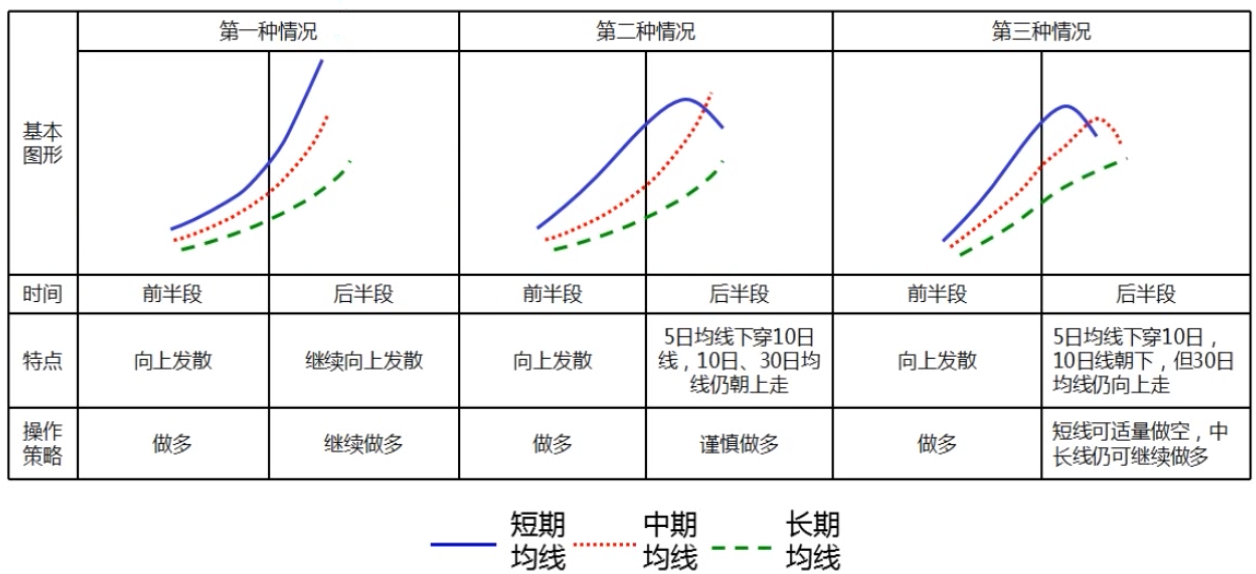 第一种情况
第二种情况
第三种情况
基本
图形
时间
前半段
后半段
前半段
后半段
前半段
后半段
特点
向上发散
继续向上发散
向上发散
5日均线下穿10日
线，10日、30日均
线仍朝上走
向上发散
5日均线下穿10日，
10日线朝下，但30日
均线仍向上走
操作
策略
做多
继续做多
做多
谨慎做多
做多
短线可适量做空，中
长线仍可继续做多
短期
均线
中期
均线
长期
均线